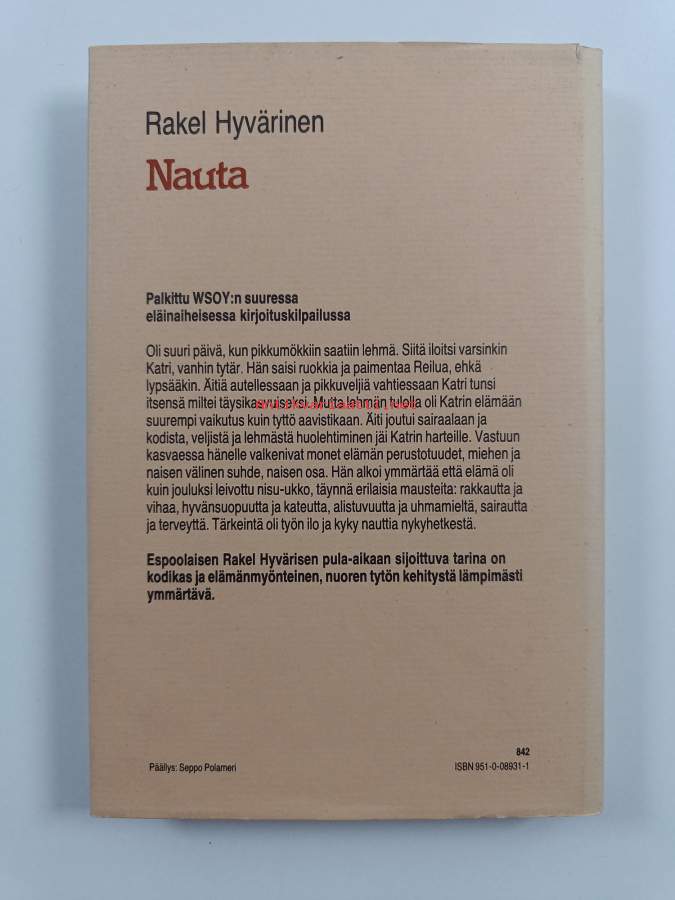 Rakel Hyvärinen
Nauta
Palkittu WSOY:n suuressa
eläinaiheisessa kirjoituskilpailussa
Oli suuri päivä, kun pikkumökkiin saatiin lehmä. Siitä iloitsi varsinkin
Katri, vanhin tytär. Hän saisi ruokkia ja paimentaa Reilua, ehkä
lypsääkin. Äitiä autellessaan ja pikkuveljiä vahtiessaan Katri tunsi
itsensä miltei täysikasvuiseksi. Mutta lehmän tulolla oli Katrin elämään
suurempi vaikutus kuin tyttö aavistikaan. Äiti joutui sairaalaan ja
kodista, veljistä ja lehmästä huolehtiminen jäi Katrin harteille. Vastuun
kasvaessa hänelle valkenivat monet elämän perustotuudet, miehen ja
naisen välinen suhde, naisen osa. Hän alkoi ymmärtää että elämä oli
kuin jouluksi leivottu nisu-ukko, täynnä erilaisia mausteita: rakkautta ja
vihaa, hyvänsuopuutta ja kateutta, alistuvuutta ja uhmamieltä, sairautta
ja terveyttä. Tärkeintä oli työn ilo ja kyky nauttia nykyhetkestä.
Espoolaisen Rakel Hyvärisen pula-aikaan sijoittuva tarina on
kodikas ja elämänmyönteinen, nuoren tytön kehitystä lämpimästi
ymmärtävä.
842
Päällys: Seppo Polameri
ISBN 951-0-08931-1